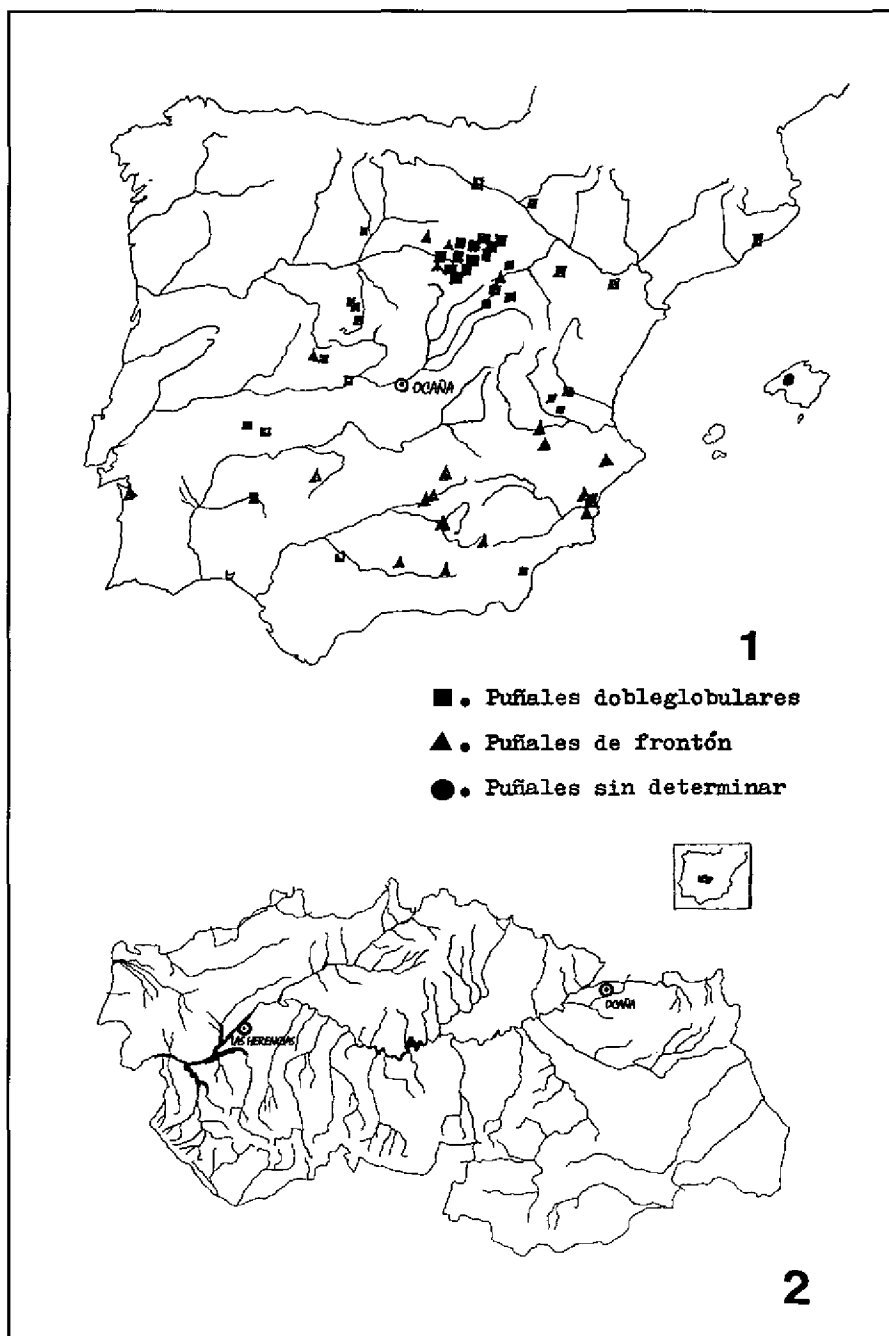 OCAÑA
1
■. Puñales dobleglobulares
▲. Puñales de frontón
●. Puñales sin determinar
OCAÑA
LAS HERENCIAS
2